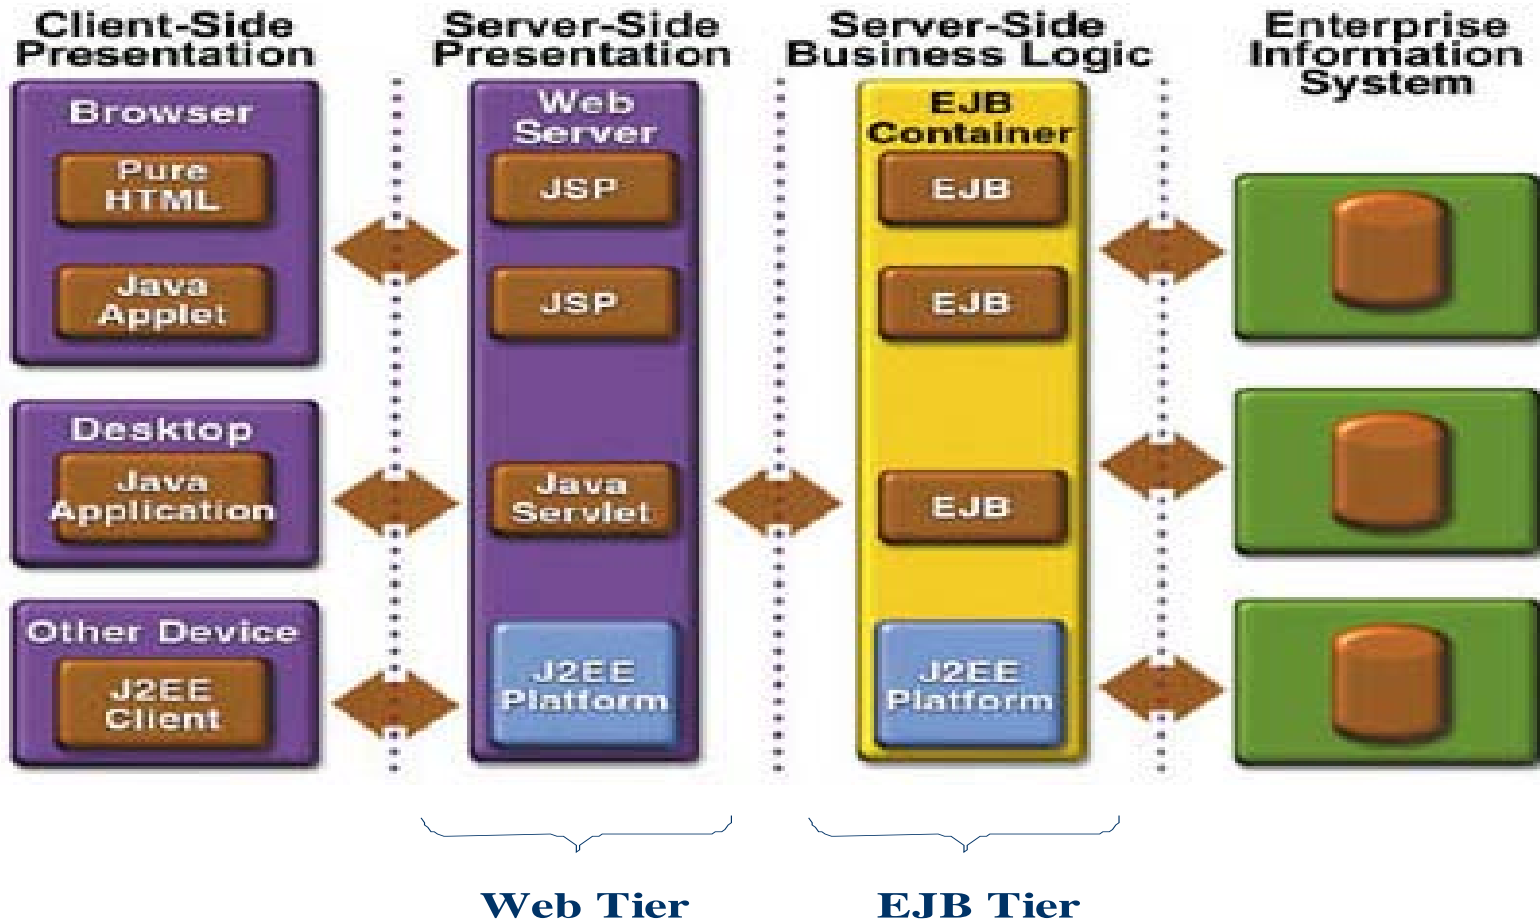 Client-Side
Presentation
Server-Side
Presentation
Server-Side
Business Logic
Enterprise
Information
System
Browser
Pure
HTML
Java
Applet
Desktop
Java
Application
Other Device
J2EE
Client
Web
Server
JSP
JSP
Java
Servlet
J2EE
Platform
EJB
Container
EJB
EJB
EJB
J2EE
Platform
Web Tier
EJB Tier